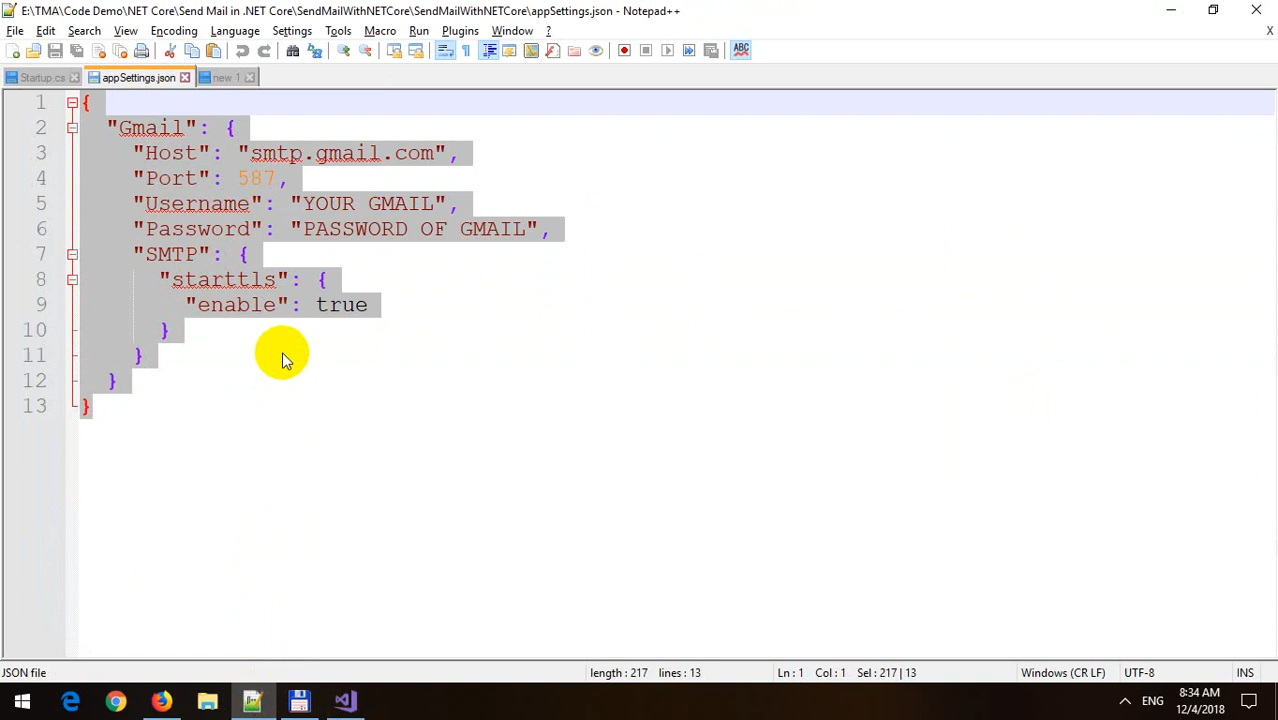 E:\TMA\Code Demo\NET Core\Send Mail in .NET Core\SendMailWithNETCore\SendMailWithNETCore\appSettings.json - Notepad++
File Edit Search View Encoding Language Settings Tools Macro Run Plugins Window ? X
ABC
Startup.cs appSettings.json new 1
1 {
2 "Gmail": {
3 "Host": "smtp.gmail.com",
4 "Port": 587,
5 "Username": "YOUR GMAIL",
6 "Password": "PASSWORD OF GMAIL",
7 "SMTP": {
8 "starttls": {
9 "enable": true
10 }
11 }
12 }
13 }
JSON file length : 217 lines : 13 Ln : 1 Col : 1 Sel : 217 | 13 Windows (CR LF) UTF-8 INS
ENG 8:34 AM
12/4/2018